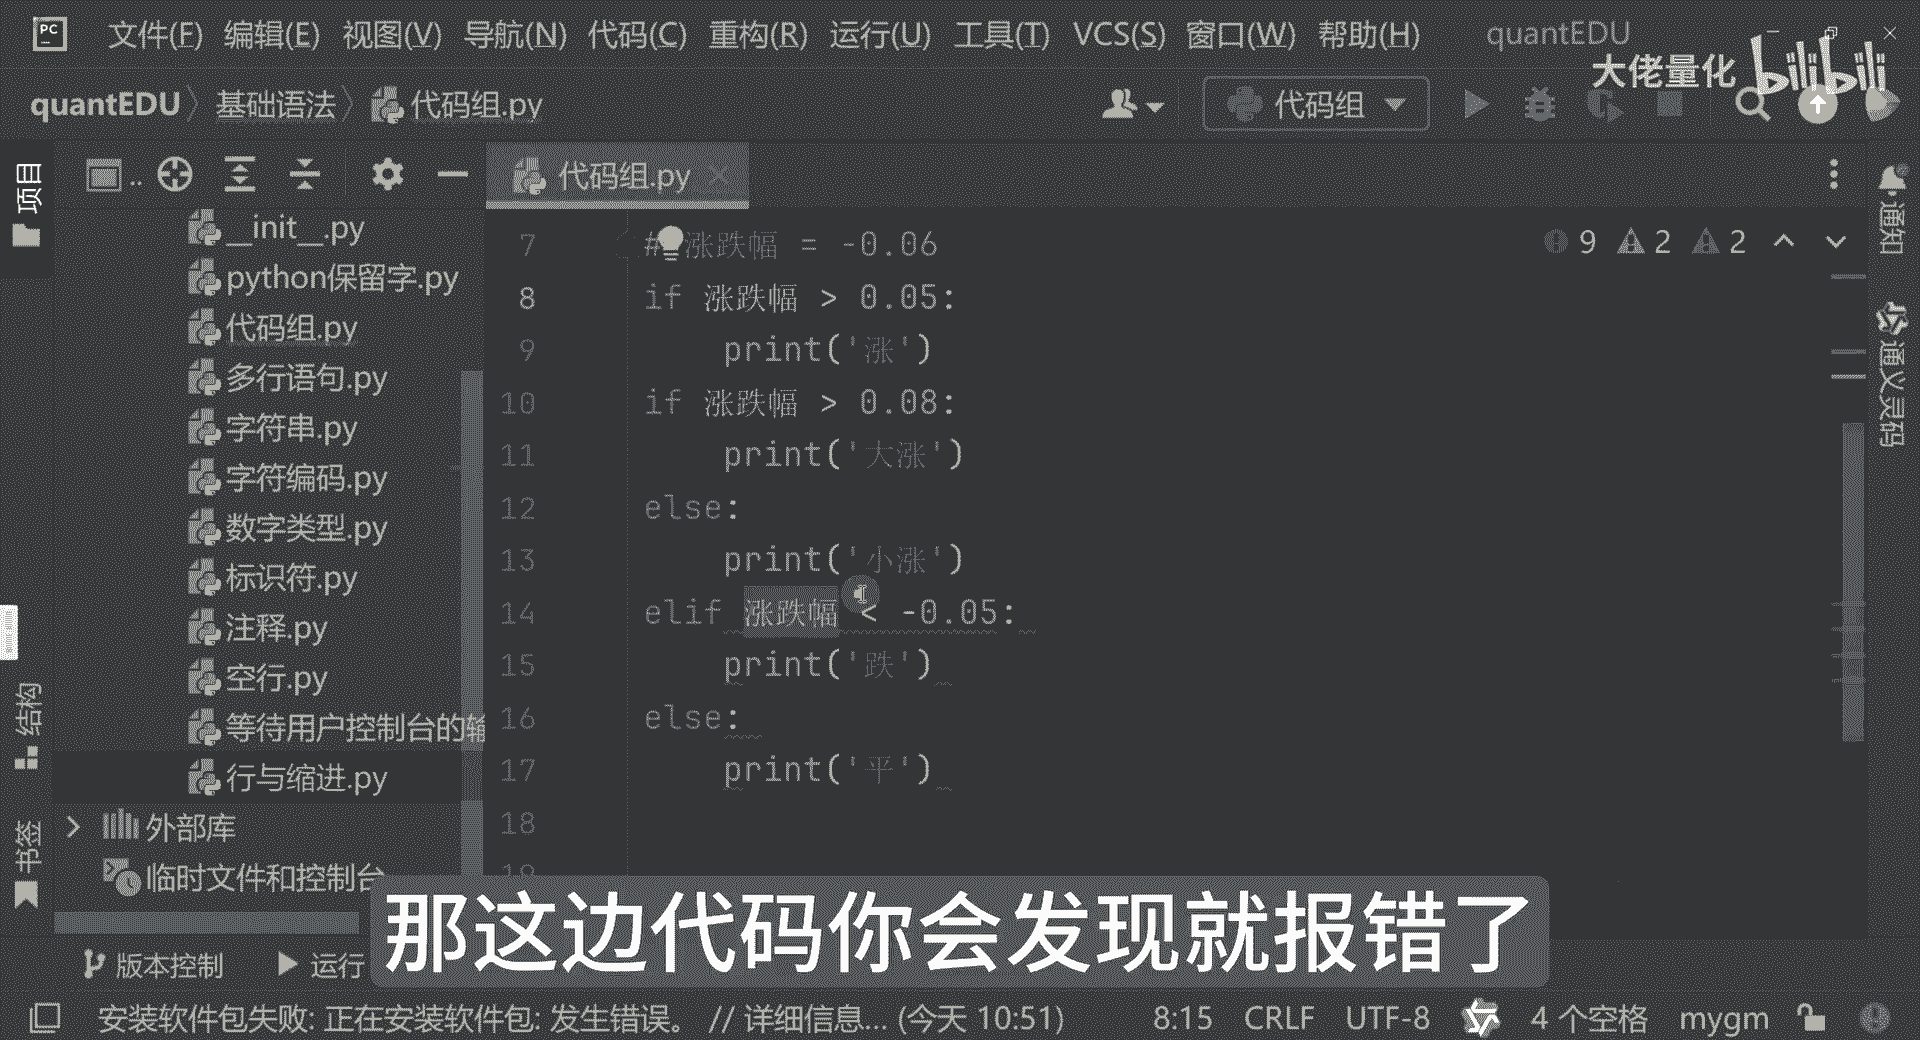 PC 文件(F) 编辑(E) 视图(V) 导航(N) 代码(C) 重构(R) 运行(U) 工具(T) VCS(S) 窗口(W) 帮助(H) quantEDU
大佬量化 bilibili
quantEDU 基础语法 代码组.py 代码组
项目
代码组.py
通知
__init__.py
python保留字.py
代码组.py
多行语句.py
字符串.py
字符编码.py
数字类型.py
标识符.py
注释.py
空行.py
等待用户控制台的输
行与缩进.py
外部库
临时文件和控制台
9 2 2
7 # 涨跌幅 = -0.06
8 if 涨跌幅 > 0.05:
9 print('涨')
10 if 涨跌幅 > 0.08:
11 print('大涨')
12 else:
13 print('小涨')
14 elif 涨跌幅 < -0.05:
15 print('跌')
16 else:
17 print('平')
18
19
通义灵码
结构
书签
那这边代码你会发现就报错了
版本控制 运行
安装软件包失败: 正在安装软件包: 发生错误。 // 详细信息... (今天 10:51) 8:15 CRLF UTF-8 4 个空格 mygm